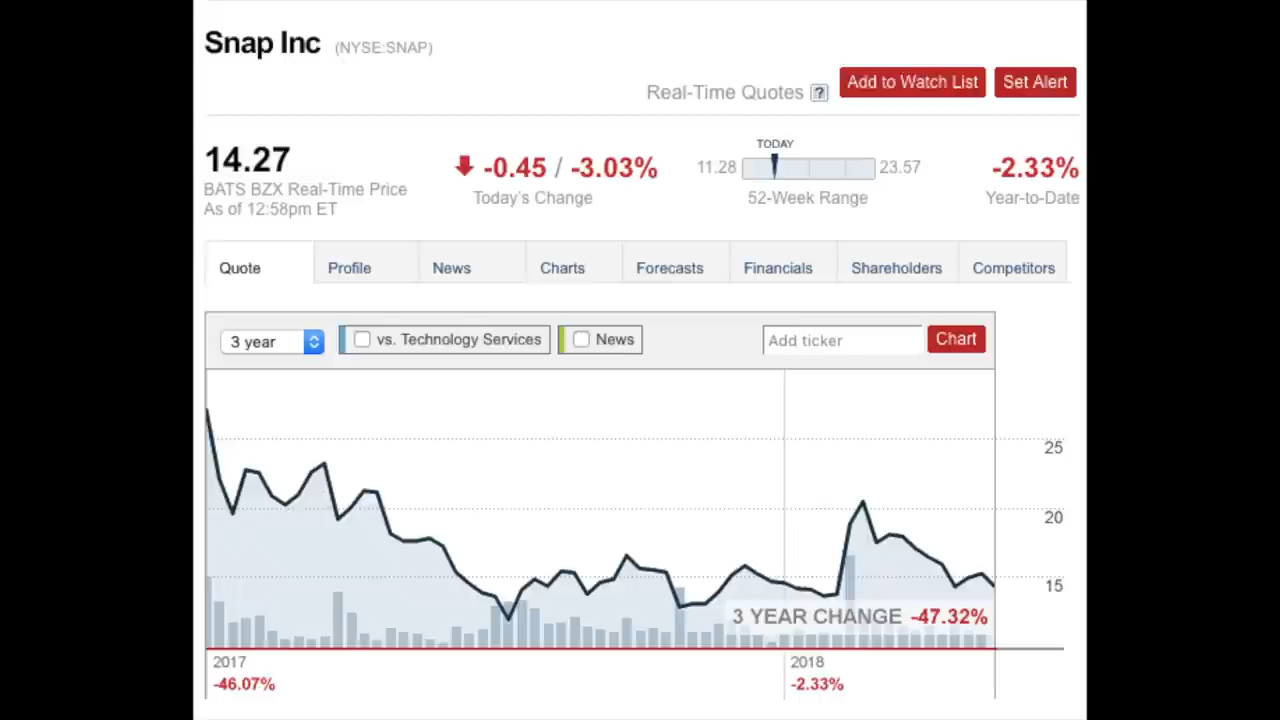 Snap Inc (NYSE:SNAP)
Real-Time Quotes ? Add to Watch List Set Alert
TODAY
14.27 -0.45 / -3.03% 11.28 23.57 -2.33%
BATS BZX Real-Time Price Today's Change 52-Week Range Year-to-Date
As of 12:58pm ET
Quote Profile News Charts Forecasts Financials Shareholders Competitors
3 year vs. Technology Services News Add ticker Chart
25
20
15
3 YEAR CHANGE -47.32%
2017 2018
-46.07% -2.33%